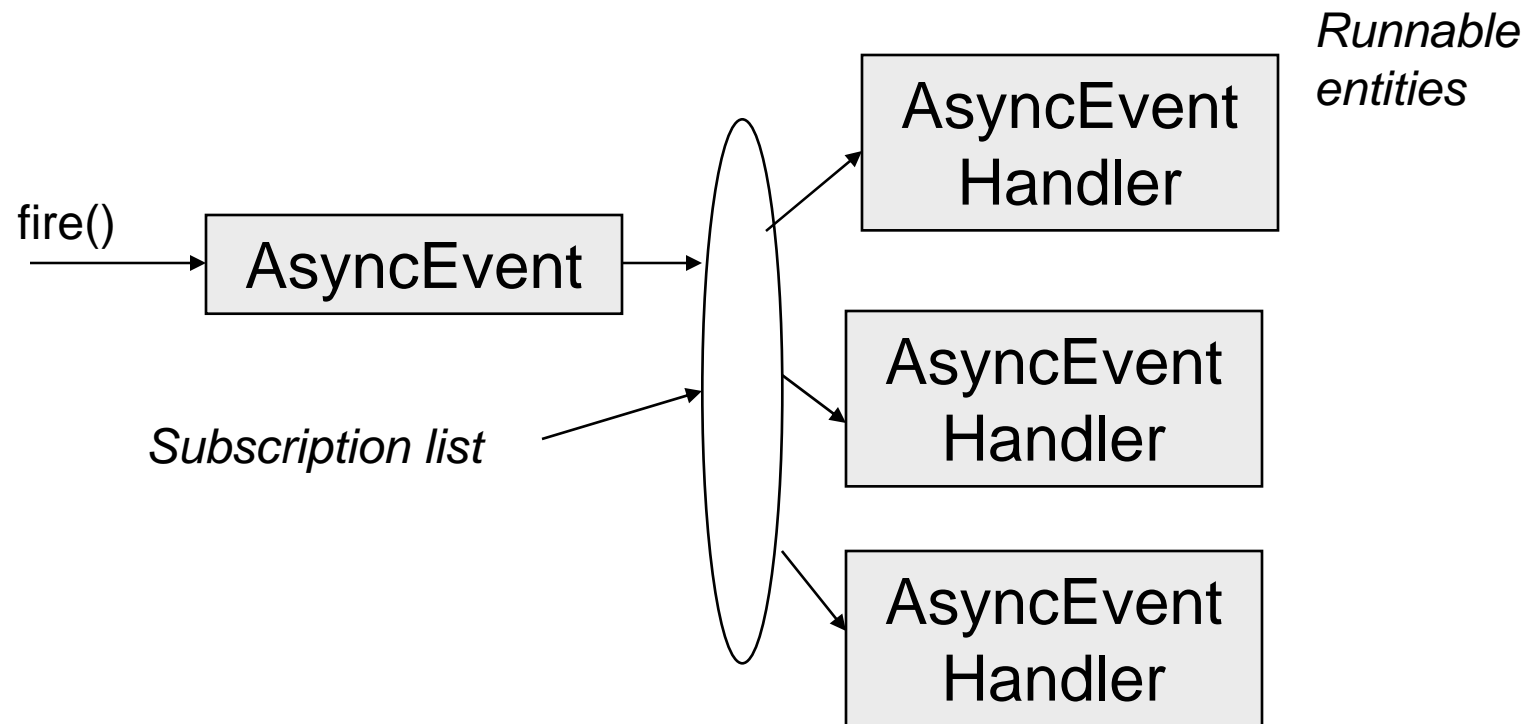 Runnable
entities
AsyncEvent
Handler
fire()
AsyncEvent
AsyncEvent
Handler
Subscription list
AsyncEvent
Handler